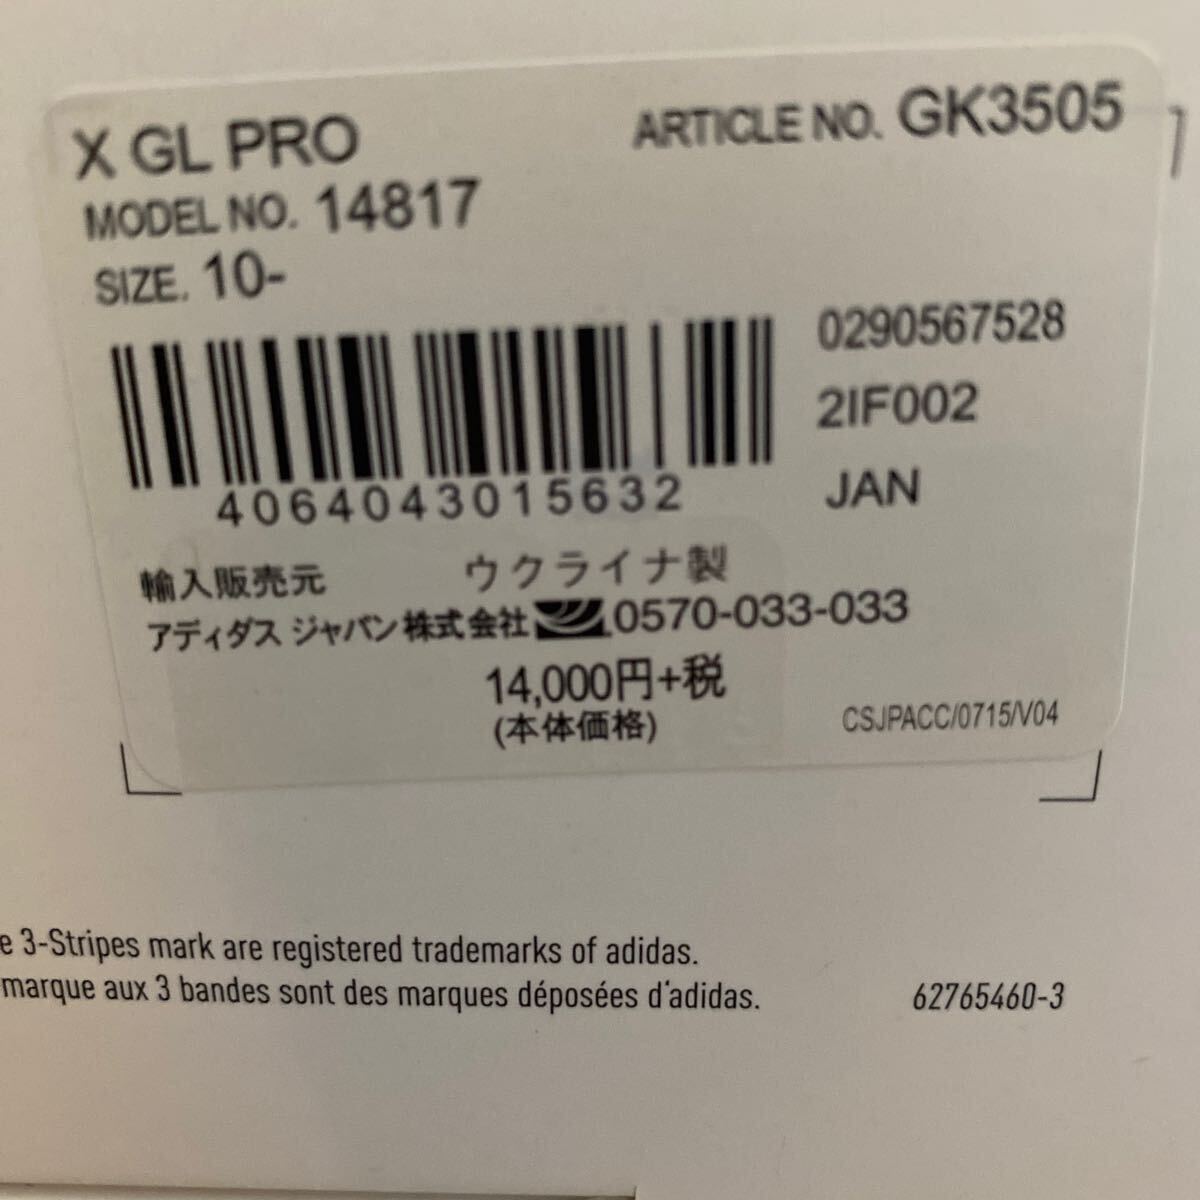 X GL PRO
ARTICLE NO. GK3505
MODEL NO. 14817
SIZE. 10-
0290567528
2IF002
JAN
4064043015632
輸入販売元 ウクライナ製
アディダス ジャパン株式会社 0570-033-033
14,000円+税
(本体価格)
CSJPACC/0715/V04
e 3-Stripes mark are registered trademarks of adidas.
marque aux 3 bandes sont des marques déposées d'adidas.
62765460-3